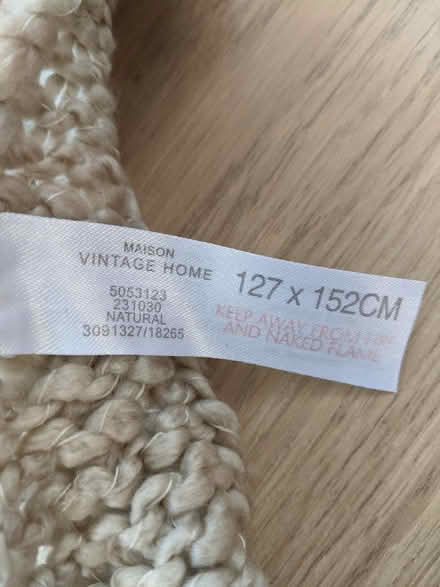 MAISON
VINTAGE HOME
5053123
231030
NATURAL
3091327/18265
127 x 152CM
KEEP AWAY FROM FIRE
AND NAKED FLAME